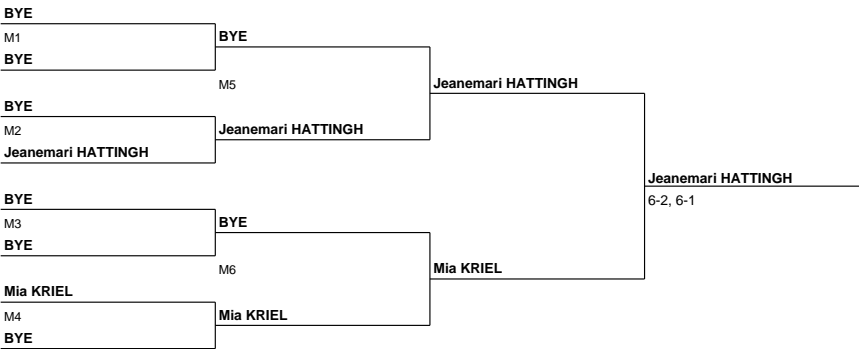 BYE
M1
BYE
BYE
M5
BYE
M2
Jeanemari HATTINGH
Jeanemari HATTINGH
Jeanemari HATTINGH
BYE
M3
BYE
BYE
M6
Mia KRIEL
M4
BYE
Mia KRIEL
Mia KRIEL
Jeanemari HATTINGH
6-2, 6-1